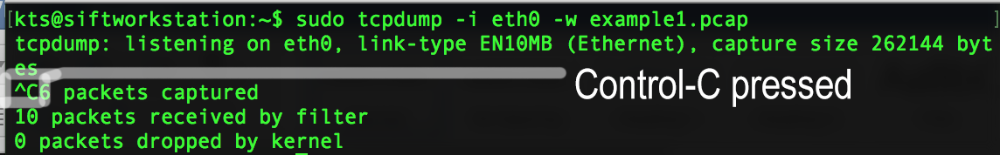 [kts@siftworkstation:~$ sudo tcpdump -i eth0 -w example1.pcap ]
tcpdump: listening on eth0, link-type EN10MB (Ethernet), capture size 262144 byt
es
^C6 packets captured
Control-C pressed
10 packets received by filter
0 packets dropped by kernel